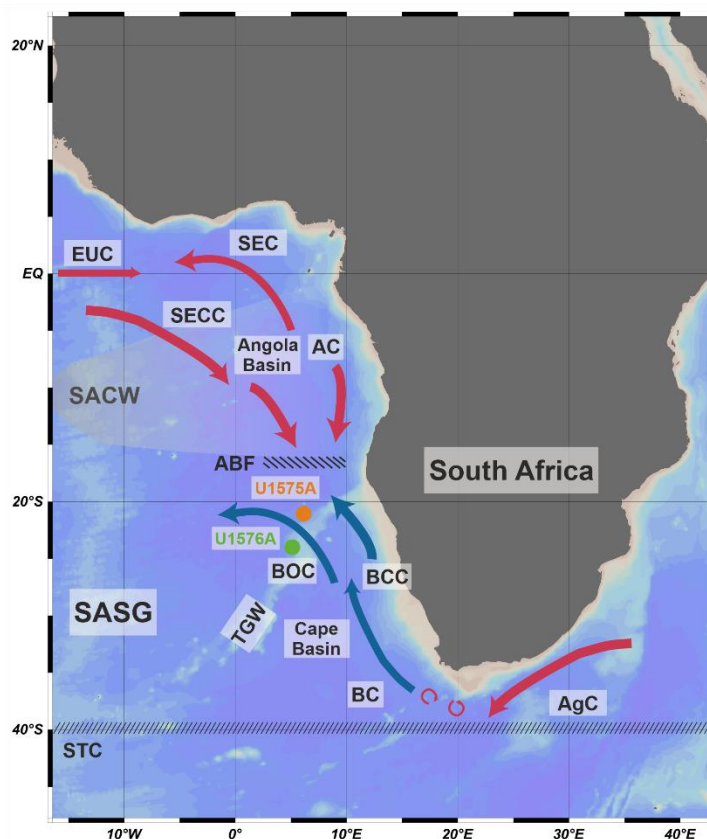 20°N
EUC
SEC
EQ
SECC
Angola
Basin
AC
SACW
ABF
South Africa
U1575A
20°S
U1576A
BOC
BCC
SASG
TGW
Cape
Basin
BC
AgC
40°S
STC
10°W
0°
10°E
20°E
30°E
40°E